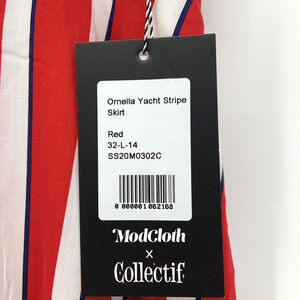 Ornella Yacht Stripe
Skirt
Red
32-L-14
SS20M0302C
0 000001 062168
ModCloth
x
Collectif